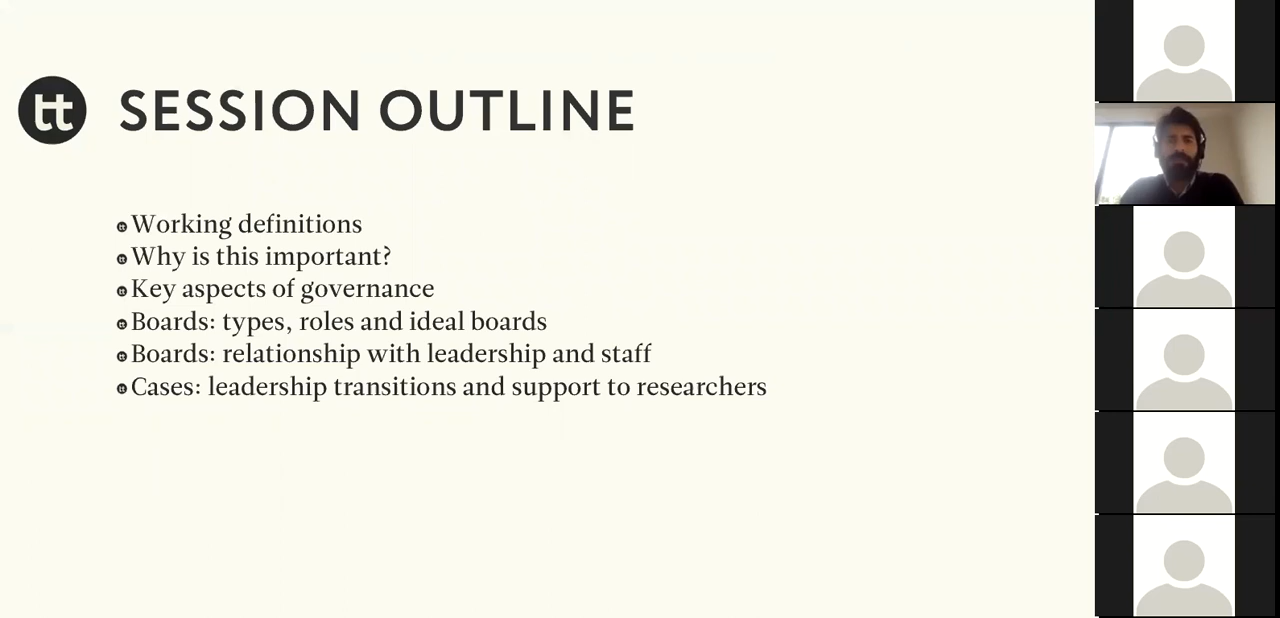 tt SESSION OUTLINE
Working definitions
Why is this important?
Key aspects of governance
Boards: types, roles and ideal boards
Boards: relationship with leadership and staff
Cases: leadership transitions and support to researchers